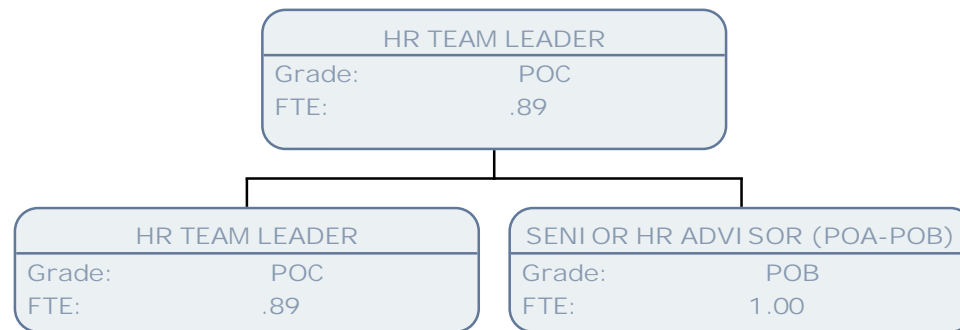 HR TEAM LEADER
Grade: POC
FTE: .89
HR TEAM LEADER
Grade: POC
FTE: .89
SENIOR HR ADVISOR (POA-POB)
Grade: POB
FTE: 1.00